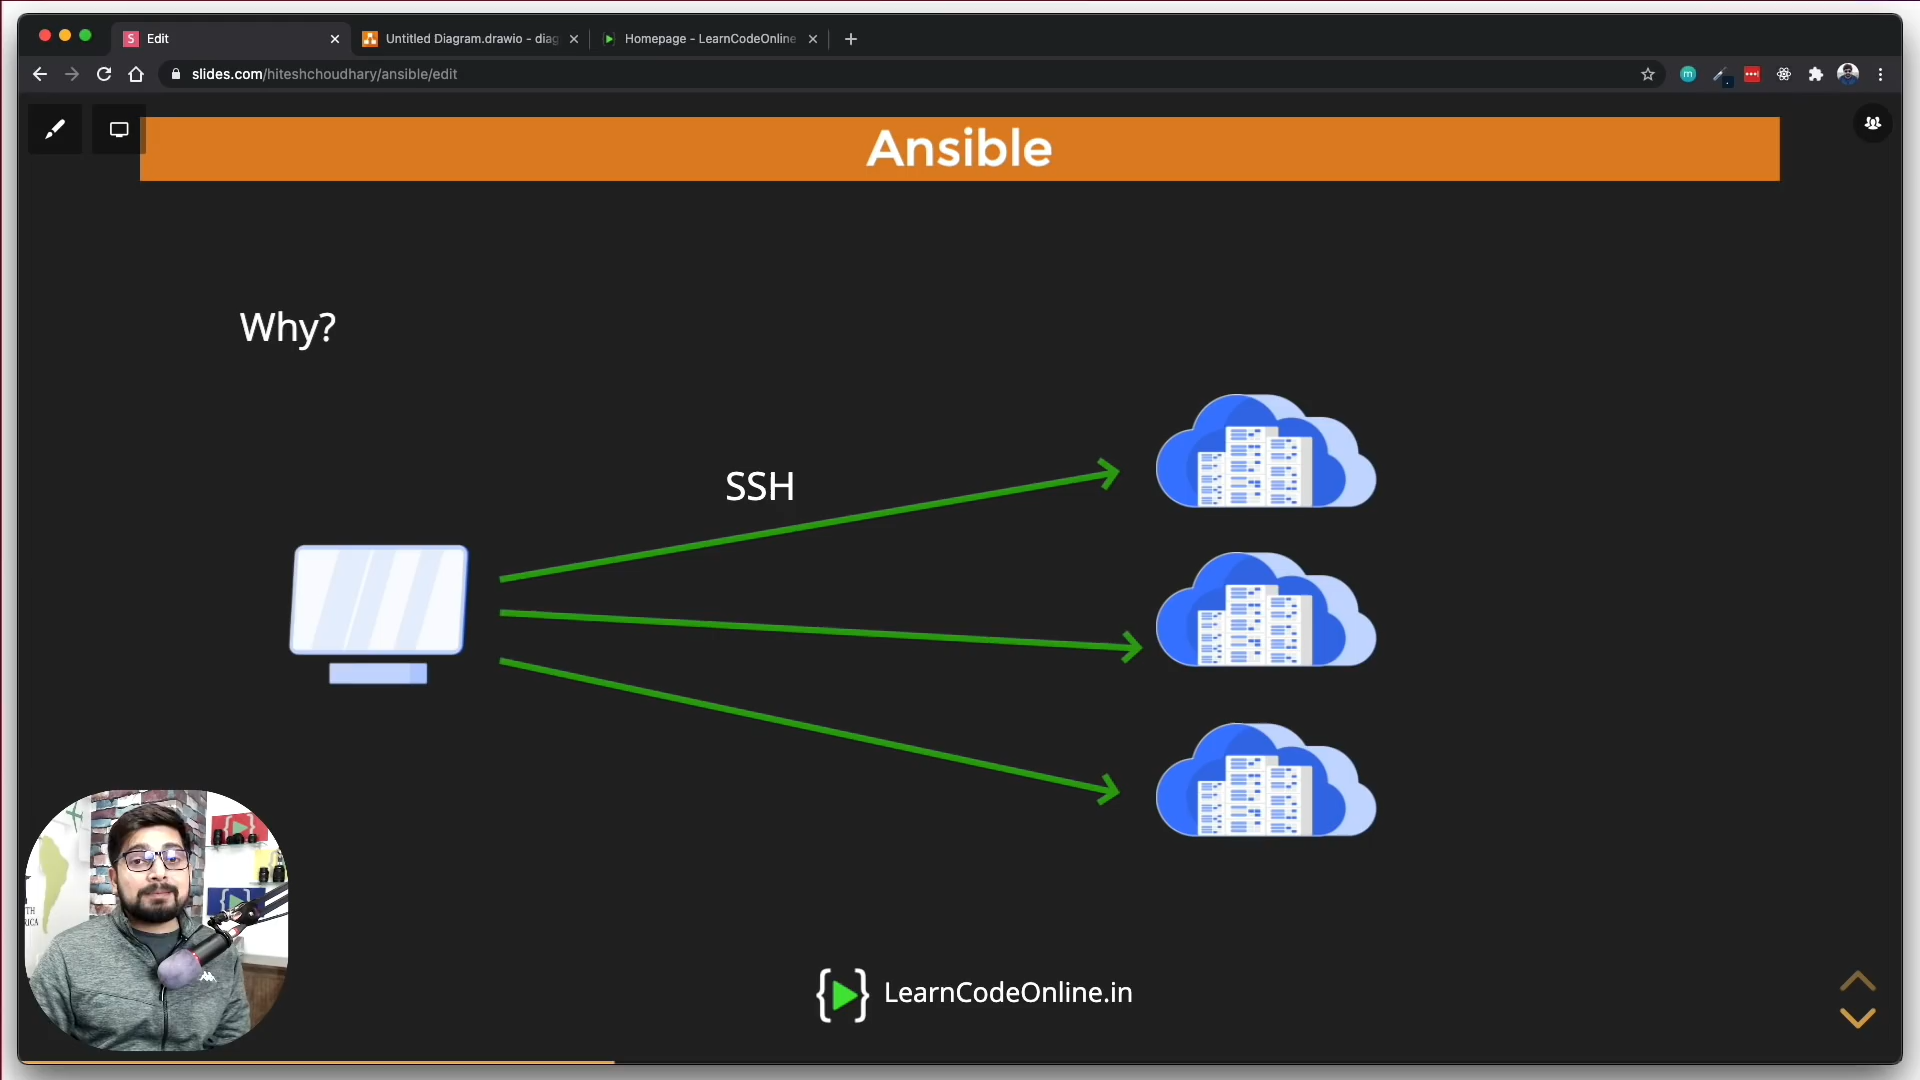 Edit
Untitled Diagram.drawio - diag
Homepage - LearnCodeOnline
slides.com/hiteshchoudhary/ansible/edit
Ansible
Why?
SSH
{▶} LearnCodeOnline.in